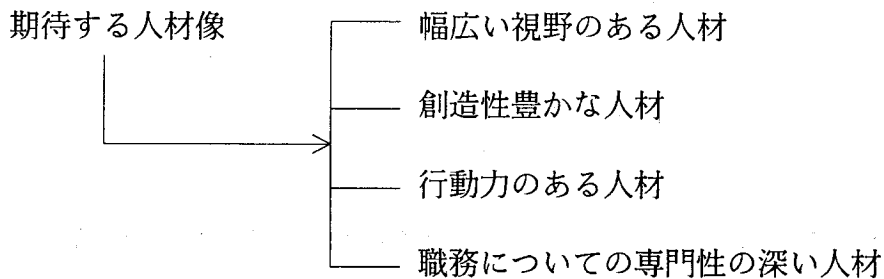 期待する人材像
幅広い視野のある人材
創造性豊かな人材
行動力のある人材
職務についての専門性の深い人材